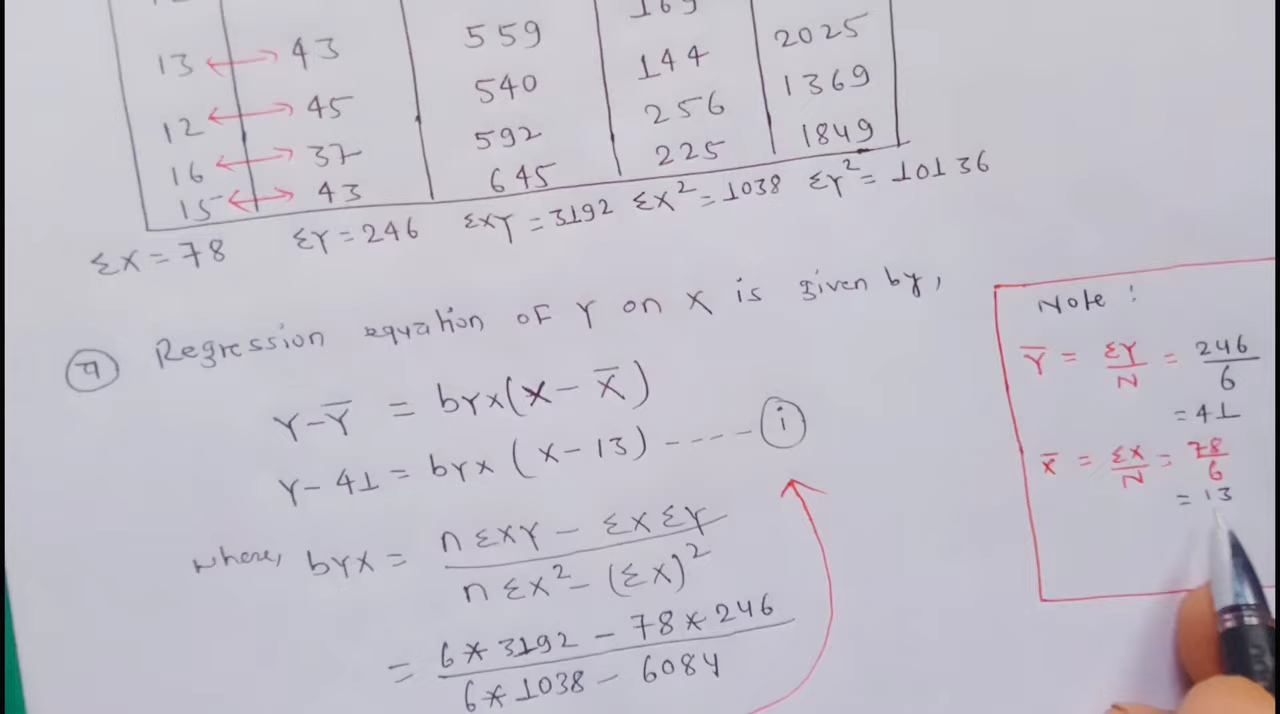 169
13 43 559 144 2025
12 45 540 256 1369
16 37 592 225 1849
15 43 645
ΣX = 78 ΣY = 246 ΣXY = 3192 ΣX² = 1038 ΣY² = 10136
Regression equation of Y on X is given by,
Y - Y̅ = bYX(X - X̅)
Y - 41 = bYX (X - 13) ---- i
where, bYX = nΣXY - ΣXΣY / nΣX² - (ΣX)²
= 6*3192 - 78*246 / 6*1038 - 6084
Note :
Y̅ = ΣY/N = 246/6
= 41
X̅ = ΣX/N = 78/6
= 13